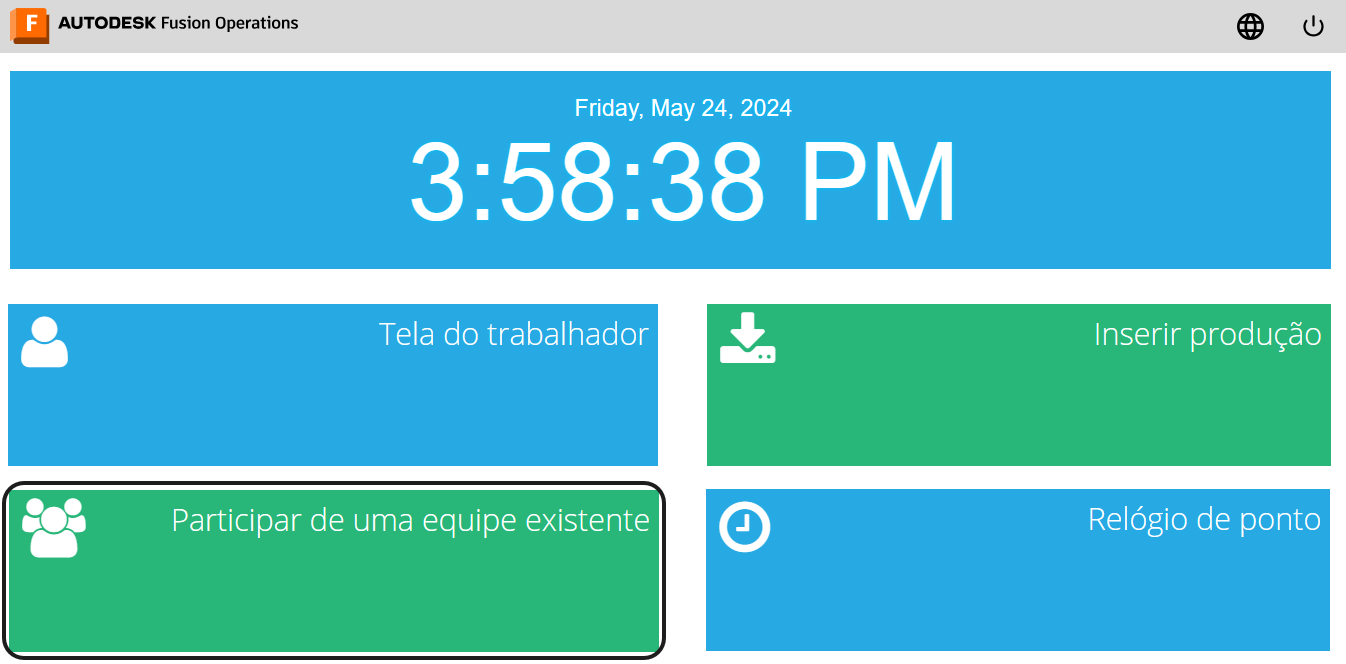 F AUTODESK Fusion Operations
Friday, May 24, 2024
3:58:38 PM
Tela do trabalhador
Inserir produção
Participar de uma equipe existente
Relógio de ponto